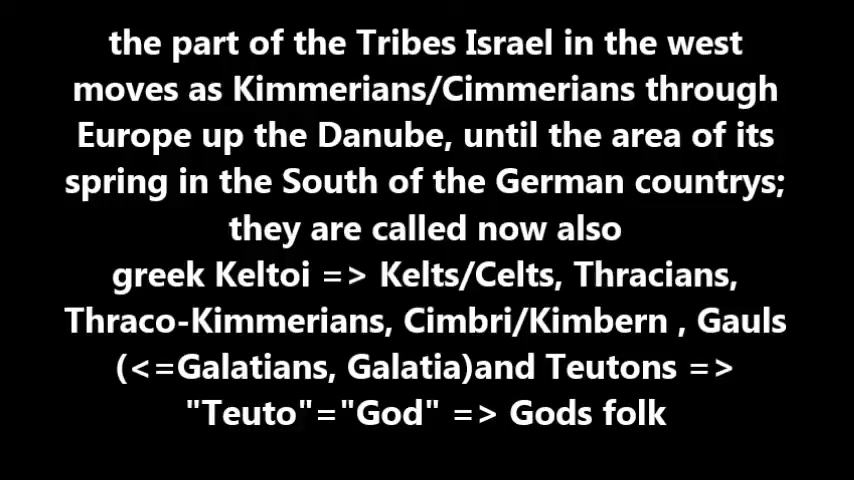 the part of the Tribes Israel in the west
moves as Kimmerians/Cimmerians through
Europe up the Danube, until the area of its
spring in the South of the German countrys;
they are called now also
greek Keltoi => Kelts/Celts, Thracians,
Thraco-Kimmerians, Cimbri/Kimbern , Gauls
(<=Galatians, Galatia)and Teutons =>
"Teuto"="God" => Gods folk